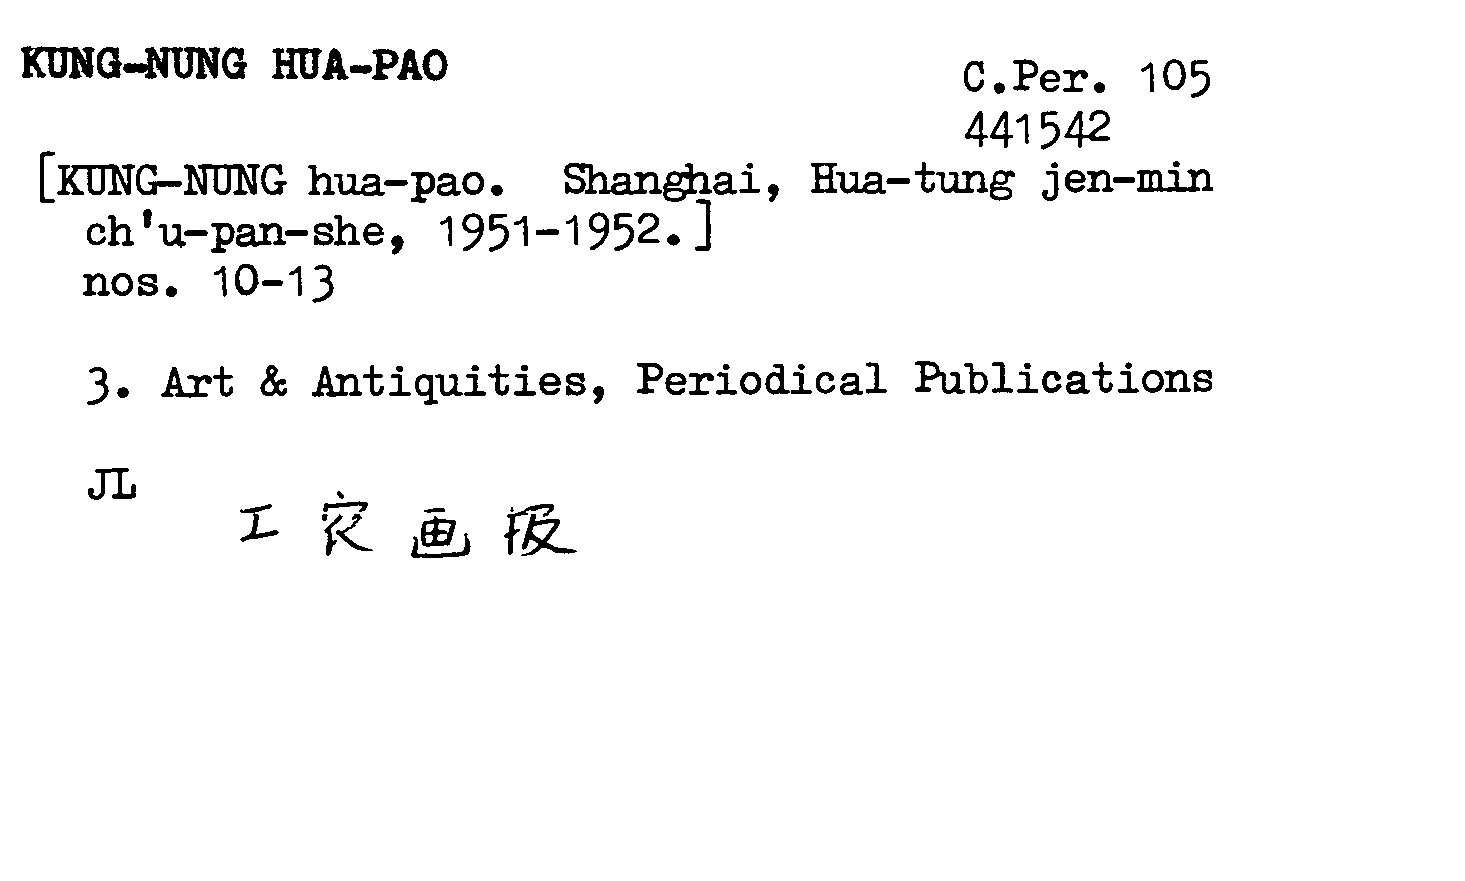 KUNG-NUNG HUA-PAO
C.Per. 105
441542
[KUNG-NUNG hua-pao. Shanghai, Hua-tung jen-min
ch'u-pan-she, 1951-1952.]
nos. 10-13
3. Art & Antiquities, Periodical Publications
JL
工农画报